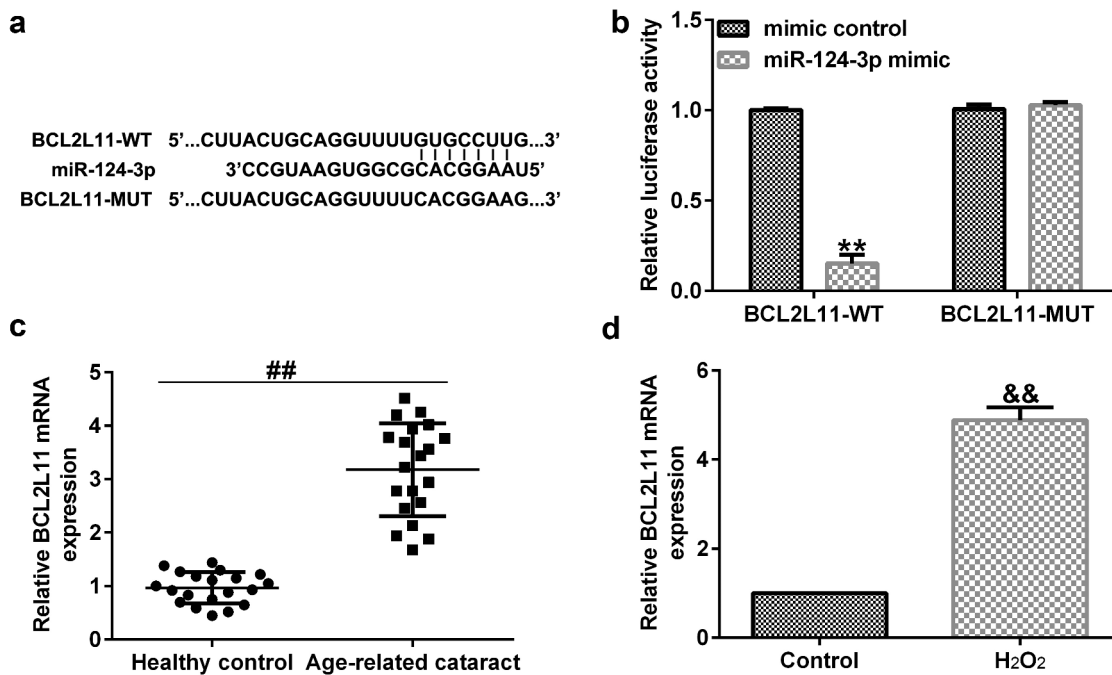 a
BCL2L11-WT 5’...CUUACUGCAGGUUUUGUGCCUUG...3’
miR-124-3p 3’CCGUAAGUGGCGCACGGAAU5’
BCL2L11-MUT 5’...CUUACUGCAGGUUUUCACGGAAG...3’
b
Relative luciferase activity
1.5
1.0
0.5
0.0
mimic control
miR-124-3p mimic
**
BCL2L11-WT
BCL2L11-MUT
c
Relative BCL2L11 mRNA
expression
5
4
3
2
1
0
##
Healthy control
Age-related cataract
d
Relative BCL2L11 mRNA
expression
6
4
2
0
&&
Control
H2O2